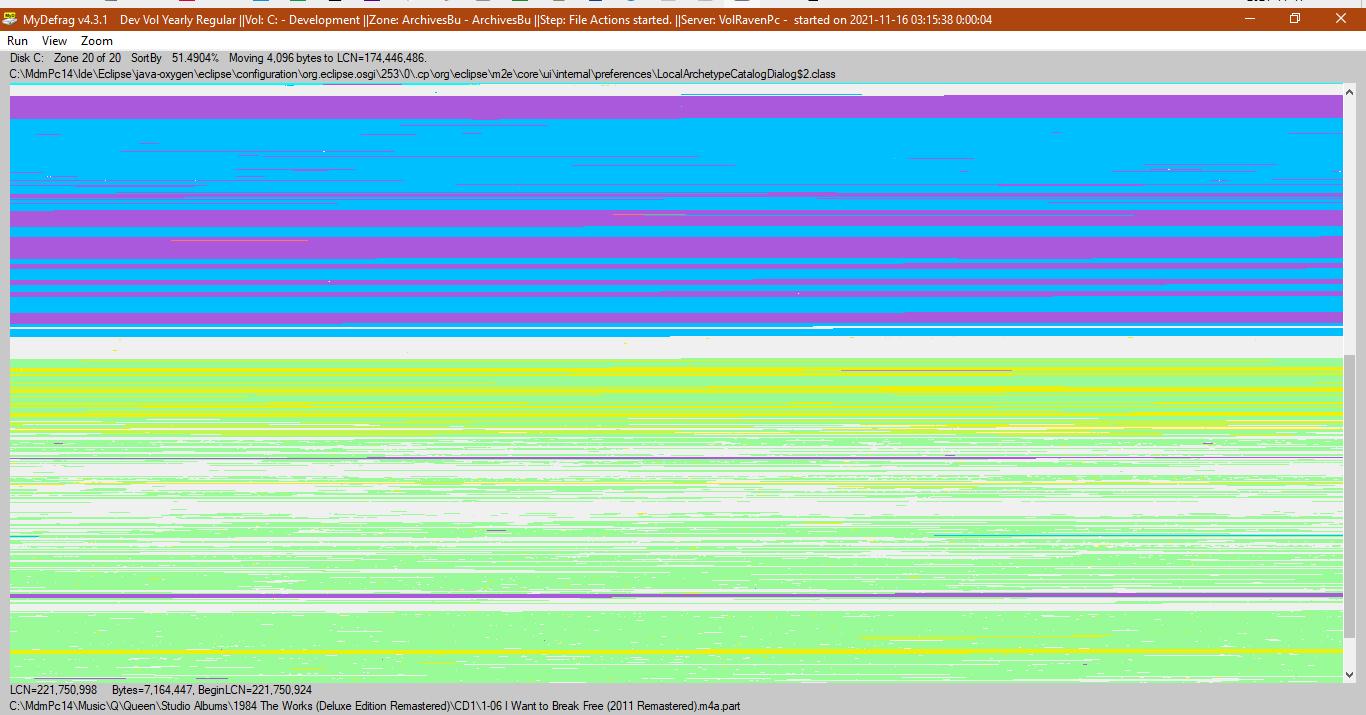 MyDefrag v4.3.1 Dev Vol Yearly Regular ||Vol: C: - Development ||Zone: ArchivesBu - ArchivesBu ||Step: File Actions started. ||Server: VolRavenPc - started on 2021-11-16 03:15:38 0:00:04
Run View Zoom
Disk C: Zone 20 of 20 SortBy 51.4904% Moving 4,096 bytes to LCN=174,446,486.
C:\MdmPc14\Ide\Eclipse\java-oxygen\eclipse\configuration\org.eclipse.osgi\253\0\.cp\org\eclipse\m2e\core\ui\internal\preferences\LocalArchetypeCatalogDialog$2.class
LCN=221,750,998 Bytes=7,164,447, BeginLCN=221,750,924
C:\MdmPc14\Music\Q\Queen\Studio Albums\1984 The Works (Deluxe Edition Remastered)\CD1\1-06 I Want to Break Free (2011 Remastered).m4a.part